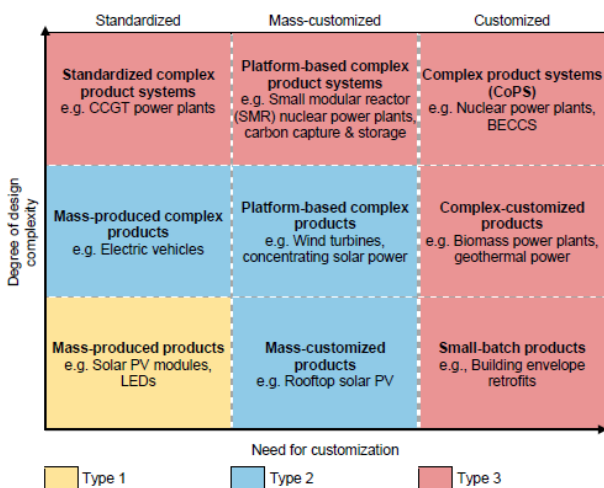 Standardized Mass-customized Customized
Standardized complex
product systems
e.g. CCGT power plants
Platform-based complex
product systems
e.g. Small modular reactor
(SMR) nuclear power plants,
carbon capture & storage
Complex product systems
(CoPS)
e.g. Nuclear power plants,
BECCS
Degree of design
complexity
Mass-produced complex
products
e.g. Electric vehicles
Platform-based complex
products
e.g. Wind turbines,
concentrating solar power
Complex-customized
products
e.g. Biomass power plants,
geothermal power
Mass-produced products
e.g. Solar PV modules,
LEDs
Mass-customized
products
e.g. Rooftop solar PV
Small-batch products
e.g., Building envelope
retrofits
Need for customization
Type 1 Type 2 Type 3